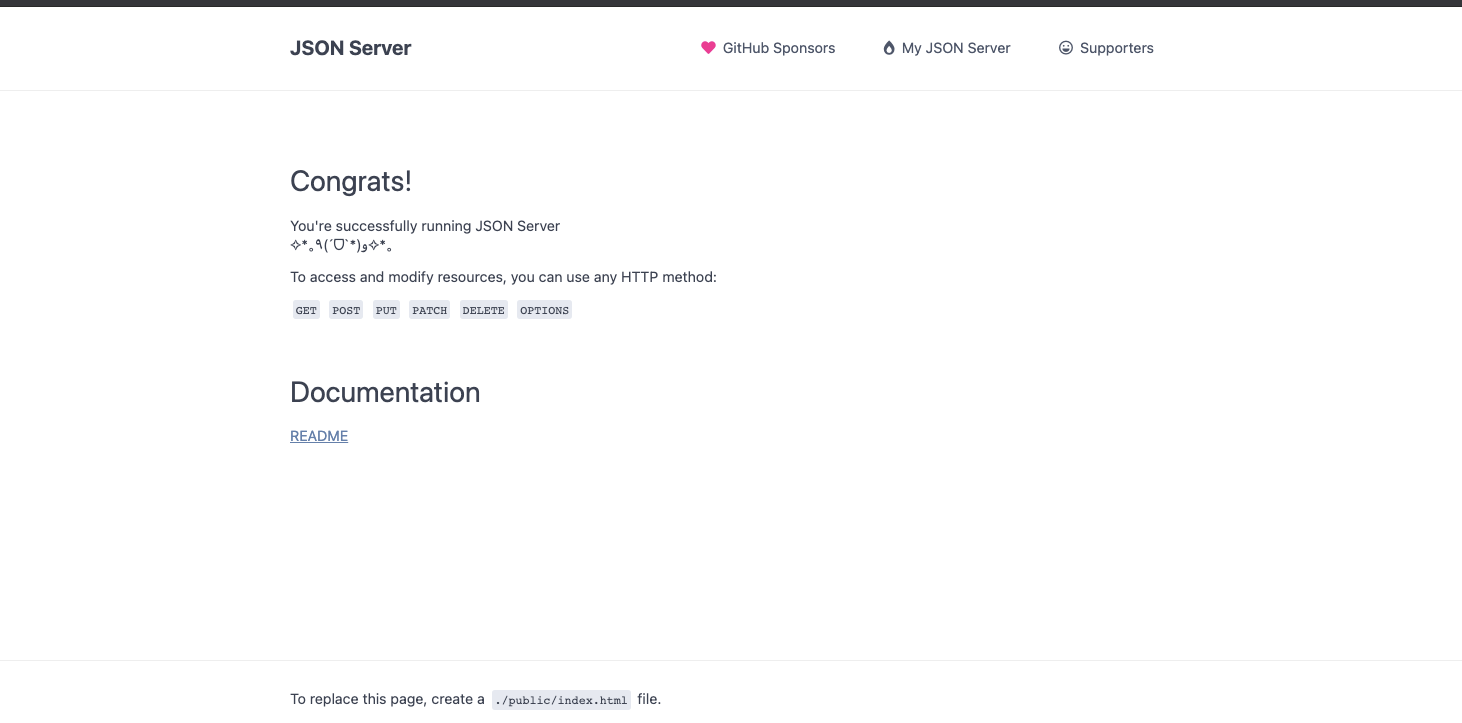 JSON Server
GitHub Sponsors
My JSON Server
Supporters
Congrats!
You're successfully running JSON Server
✧*｡٩(ˊᗜˋ*)و✧*｡
To access and modify resources, you can use any HTTP method:
GET POST PUT PATCH DELETE OPTIONS
Documentation
README
To replace this page, create a ./public/index.html file.